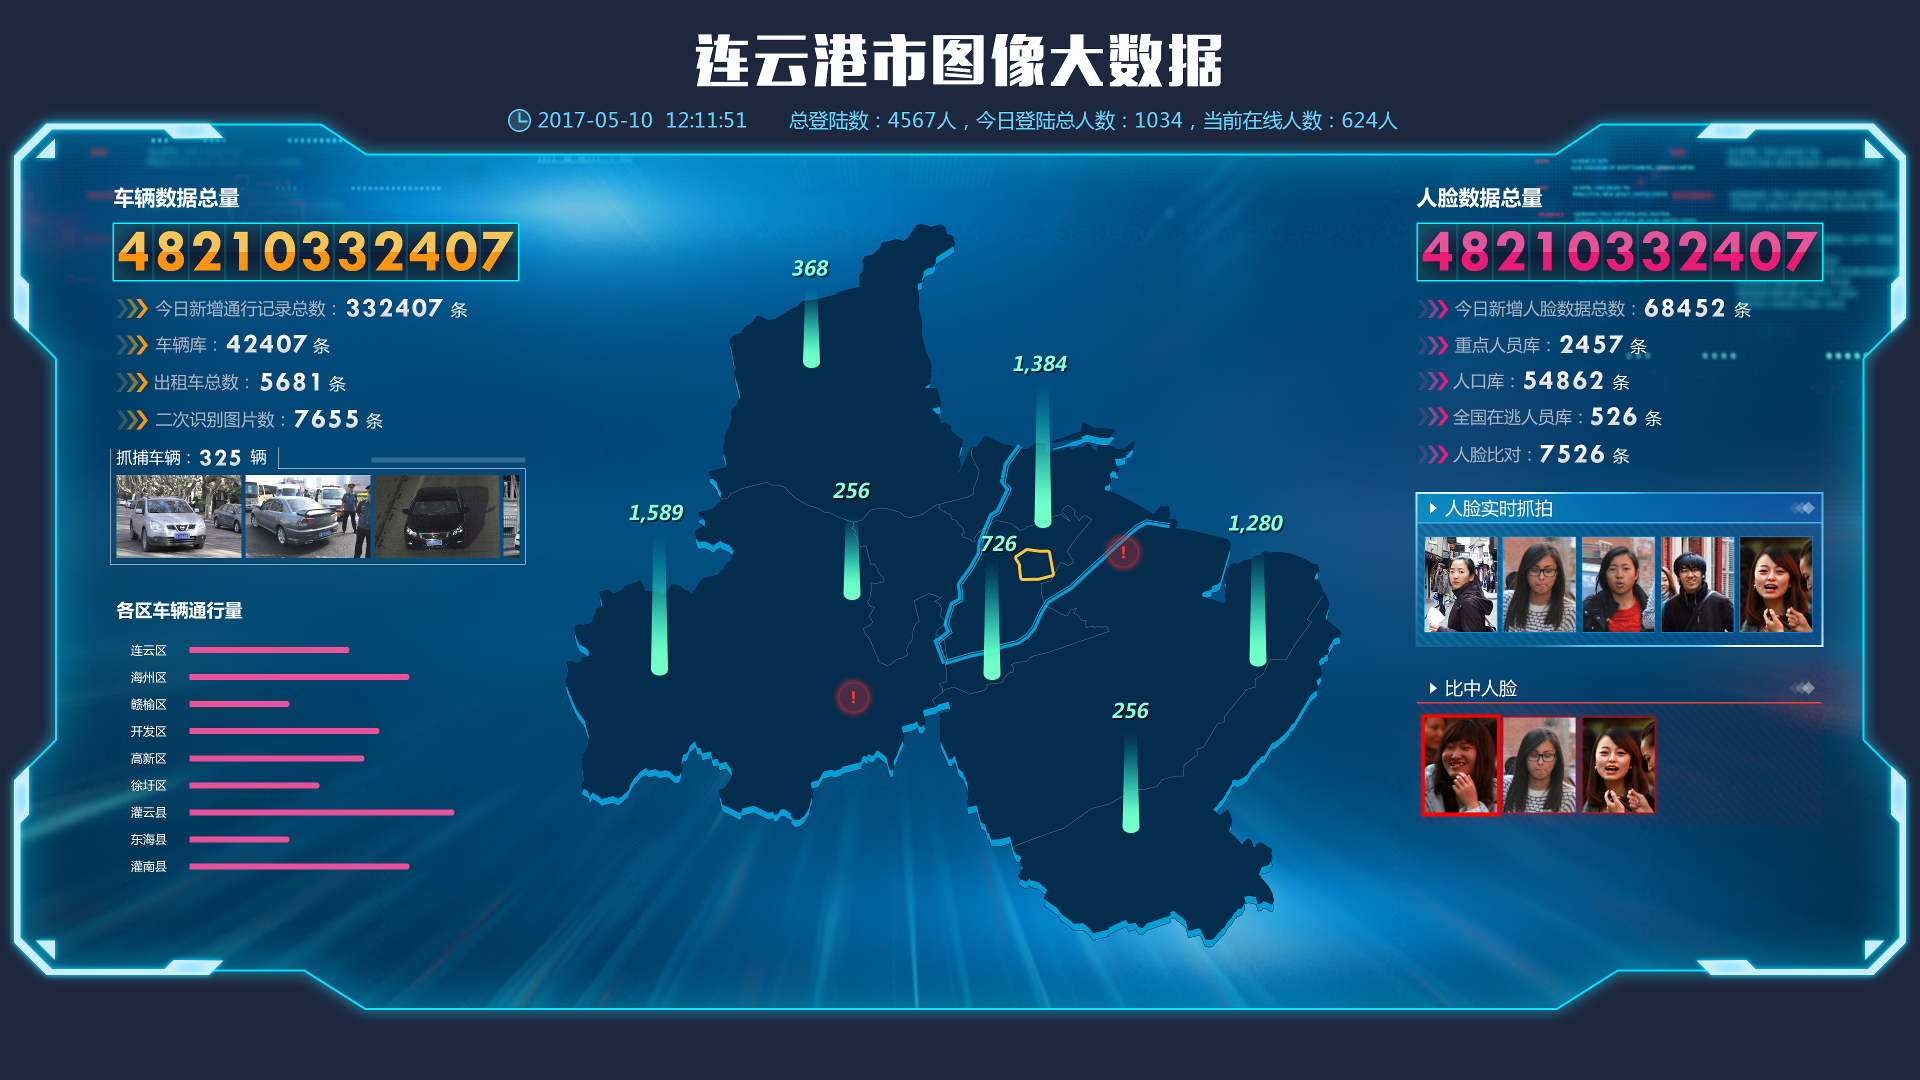 连云港市图像大数据
2017-05-10 12:11:51 总登陆数：4567人，今日登陆总人数：1034，当前在线人数：624人
车辆数据总量
48210332407
今日新增通行记录总数：332407 条
车辆库：42407 条
出租车总数：5681 条
二次识别图片数：7655 条
抓捕车辆：325 辆
各区车辆通行量
连云区
海州区
赣榆区
开发区
高新区
徐圩区
灌云县
东海县
灌南县
368
1,384
256
1,589
726
1,280
256
人脸数据总量
48210332407
今日新增人脸数据总数：68452 条
重点人员库：2457 条
人口库：54862 条
全国在逃人员库：526 条
人脸比对：7526 条
人脸实时抓拍
比中人脸